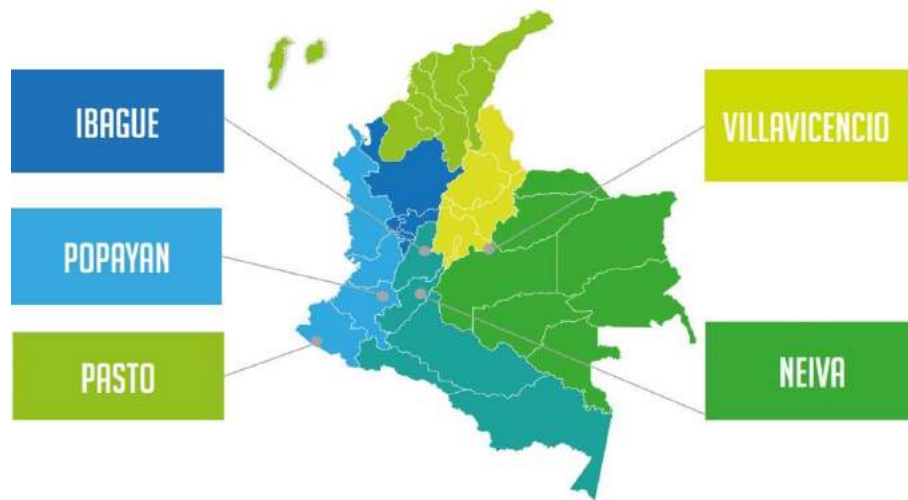 IBAGUE
VILLAVICENCIO
POPAYAN
PASTO
NEIVA